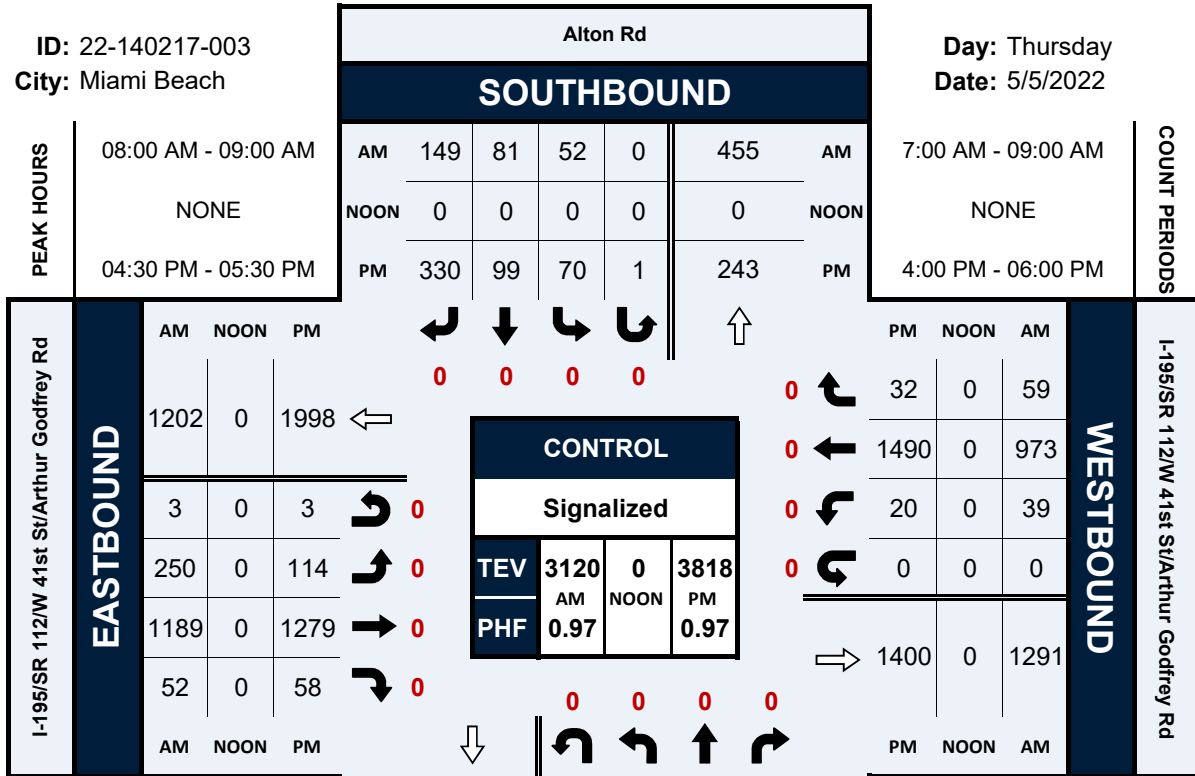 ID: 22-140217-003
City: Miami Beach
Alton Rd
SOUTHBOUND
Day: Thursday
Date: 5/5/2022
PEAK HOURS
08:00 AM - 09:00 AM
NONE
04:30 PM - 05:30 PM
AM 149 81 52 0 455 AM
NOON 0 0 0 0 0 NOON
PM 330 99 70 1 243 PM
7:00 AM - 09:00 AM
NONE
4:00 PM - 06:00 PM
COUNT PERIODS
0 0 0 0
I-195/SR 112/W 41st St/Arthur Godfrey Rd
EASTBOUND
AM NOON PM
1202 0 1998
3 0 3 0
250 0 114 0
1189 0 1279 0
52 0 58 0
AM NOON PM
CONTROL
Signalized
TEV 3120 0 3818
AM NOON PM
PHF 0.97 0.97
PM NOON AM
0 32 0 59
0 1490 0 973
0 20 0 39
0 0 0 0
1400 0 1291
PM NOON AM
WESTBOUND
I-195/SR 112/W 41st St/Arthur Godfrey Rd
0 0 0 0